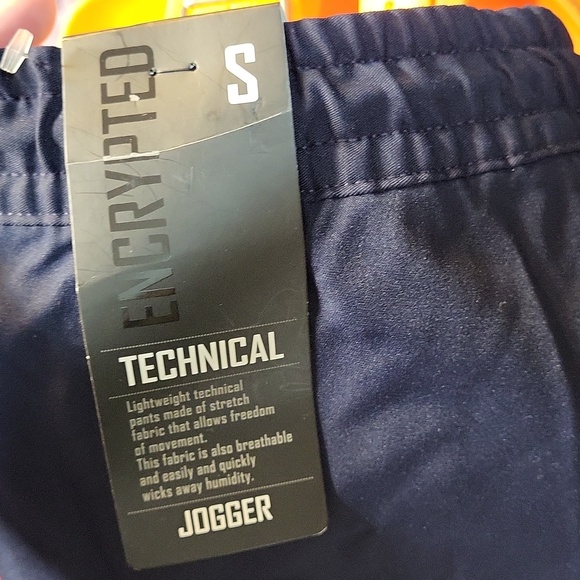 S
ENCRYPTED
TECHNICAL
Lightweight technical
pants made of stretch
fabric that allows freedom
of movement.
This fabric is also breathable
and easily and quickly
wicks away humidity.
JOGGER